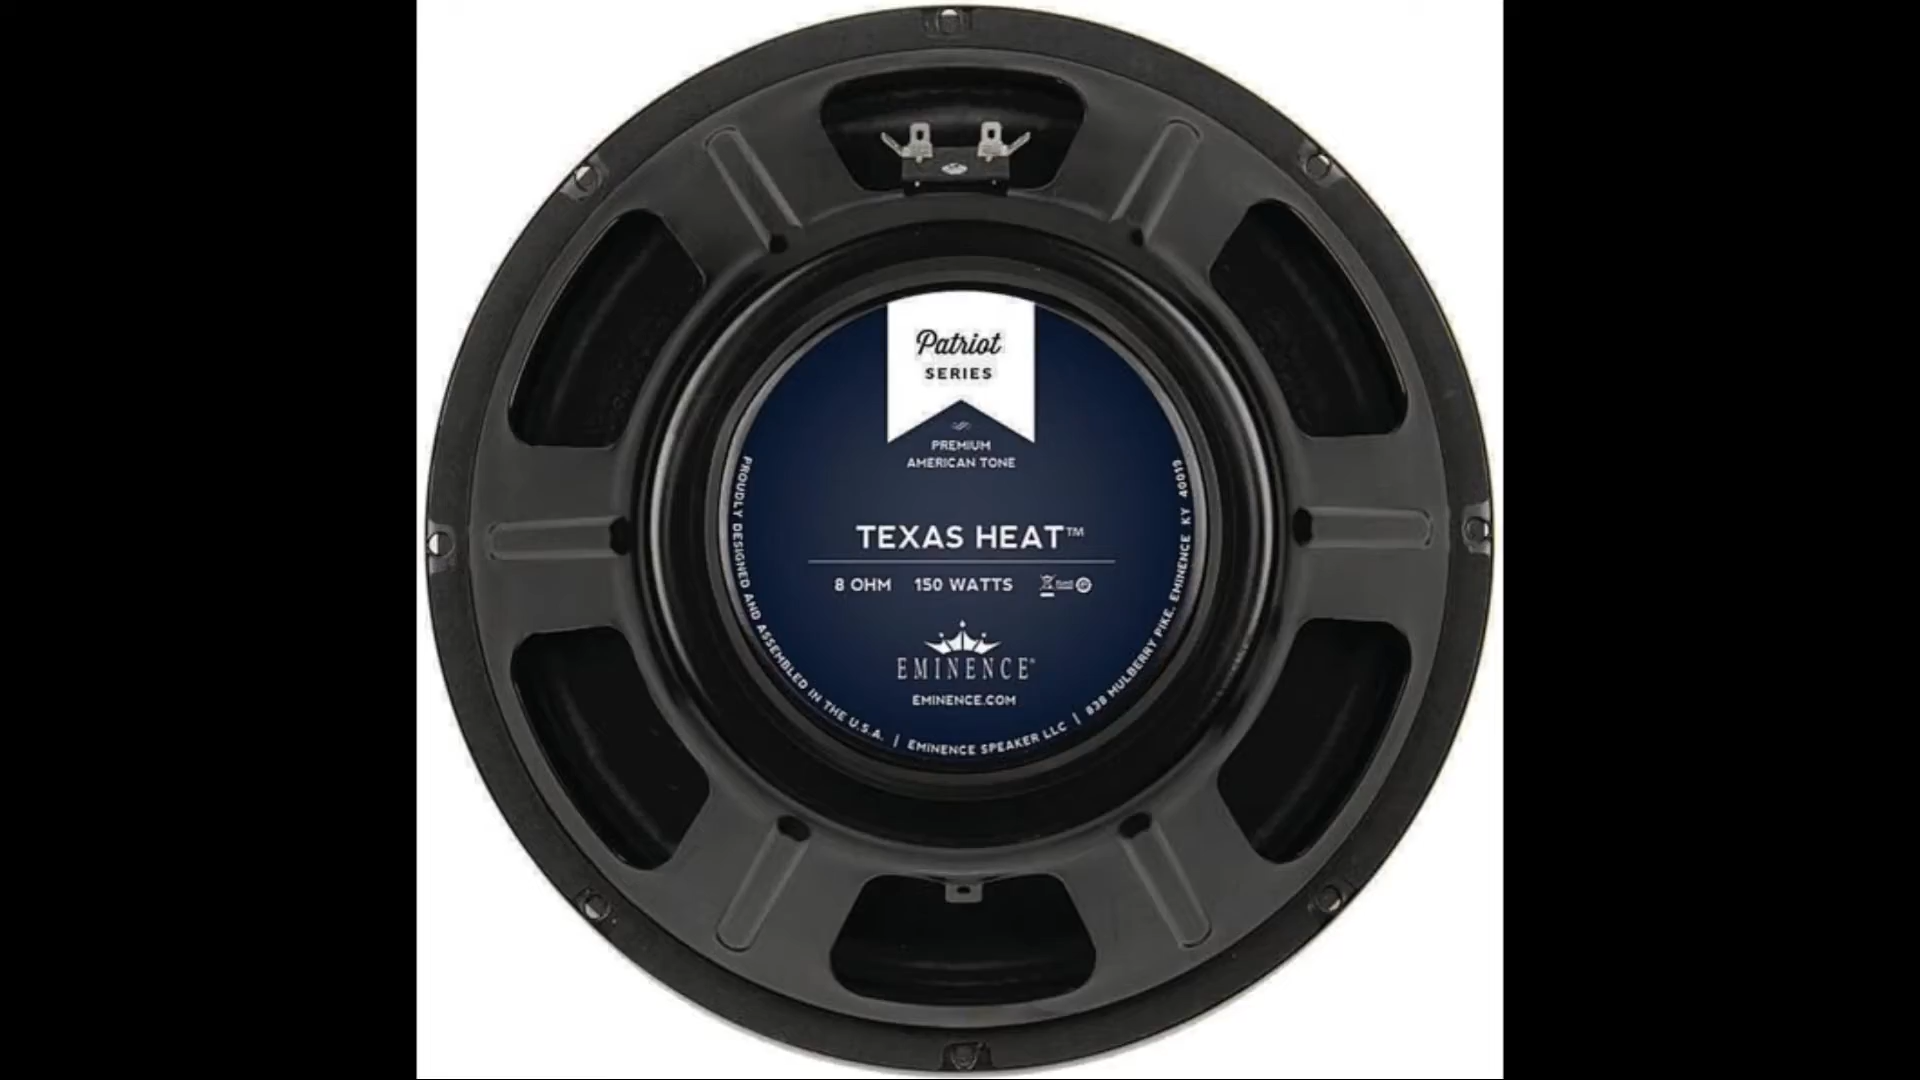 Patriot
SERIES
PREMIUM
AMERICAN TONE
TEXAS HEAT™
8 OHM 150 WATTS
EMINENCE®
EMINENCE.COM
PROUDLY DESIGNED AND ASSEMBLED IN THE U.S.A. | EMINENCE SPEAKER LLC | 838 MULBERRY PIKE, EMINENCE KY 40019